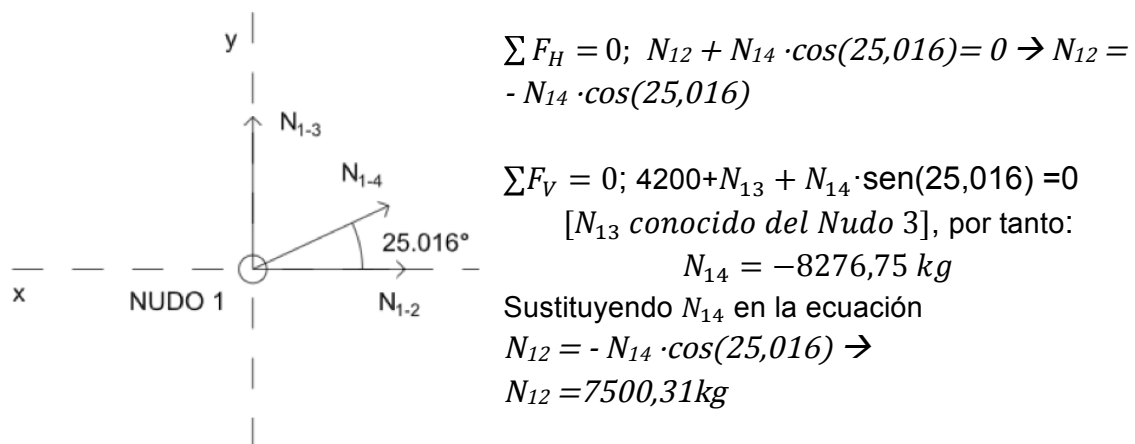 y
N1-3
N1-4
25.016°
x
NUDO 1
N1-2
∑ F_H = 0; N12 + N14 ·cos(25,016)= 0 → N12 =
- N14 ·cos(25,016)
∑F_V = 0; 4200+N13 + N14·sen(25,016) =0
[N13 conocido del Nudo 3], por tanto:
N14 = −8276,75 kg
Sustituyendo N14 en la ecuación
N12 = - N14 ·cos(25,016) →
N12 =7500,31kg